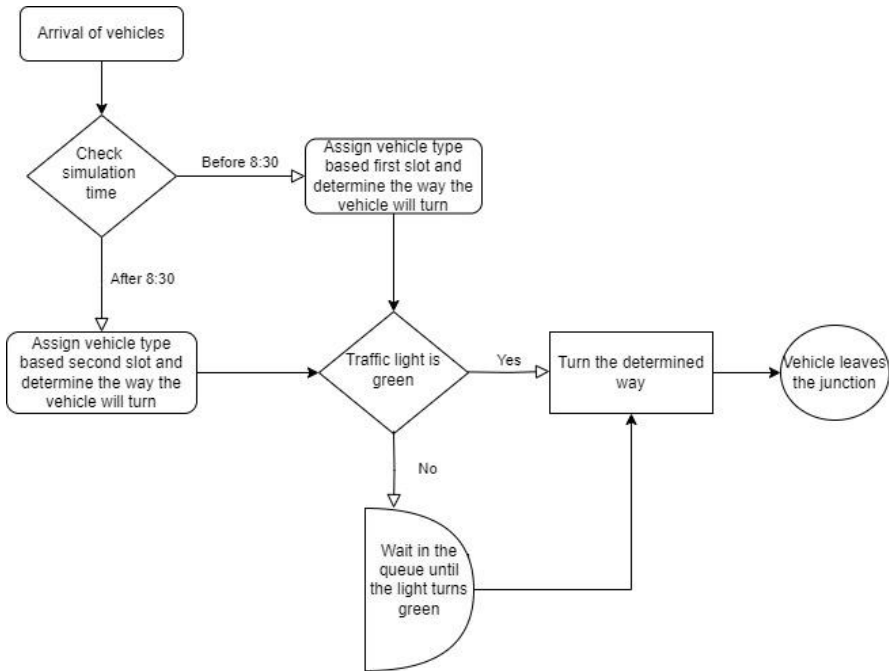 Arrival of vehicles
Check
simulation
time
Before 8:30
Assign vehicle type
based first slot and
determine the way the
vehicle will turn
After 8:30
Assign vehicle type
based second slot and
determine the way the
vehicle will turn
Traffic light is
green
Yes
Turn the determined
way
Vehicle leaves
the junction
No
Wait in the
queue until
the light turns
green